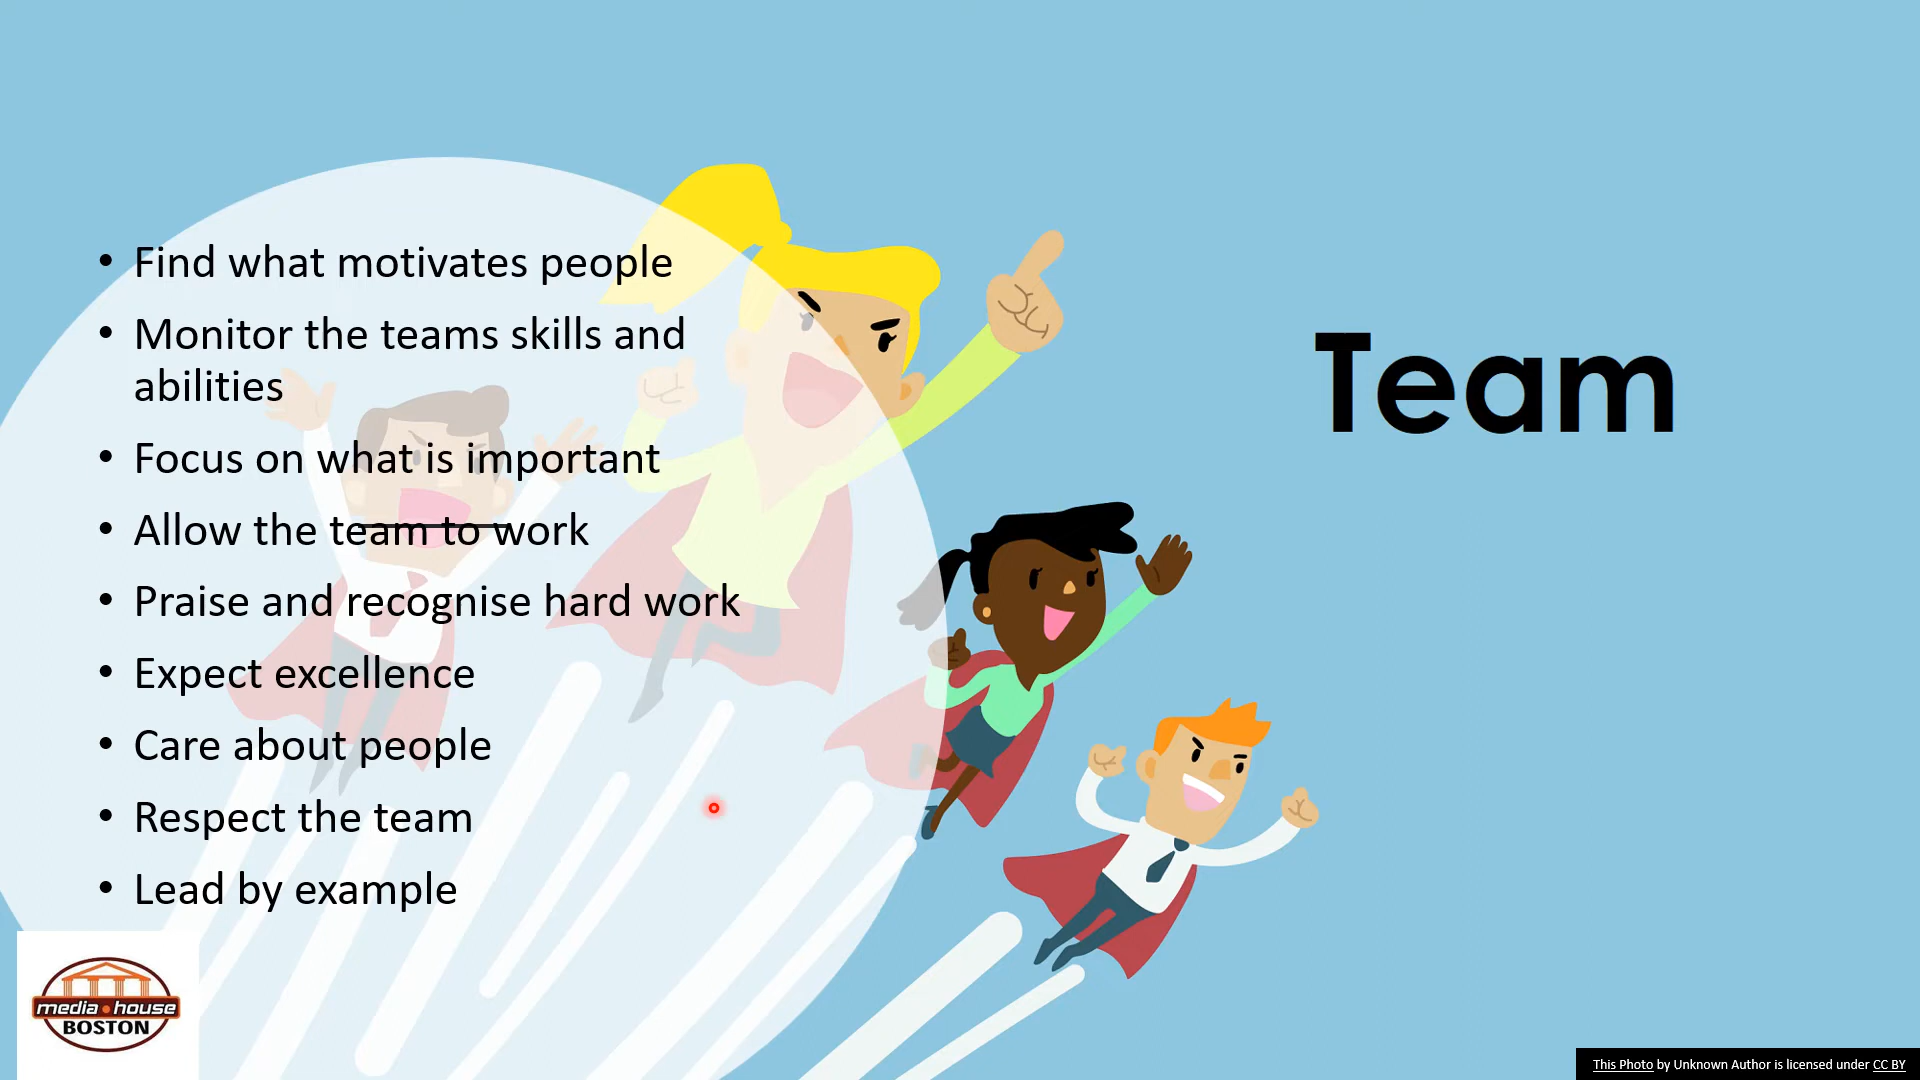 • Find what motivates people
• Monitor the teams skills and
abilities
• Focus on what is important
• Allow the team to work
• Praise and recognise hard work
• Expect excellence
• Care about people
• Respect the team
• Lead by example
Team
media•house
BOSTON
This Photo by Unknown Author is licensed under CC BY